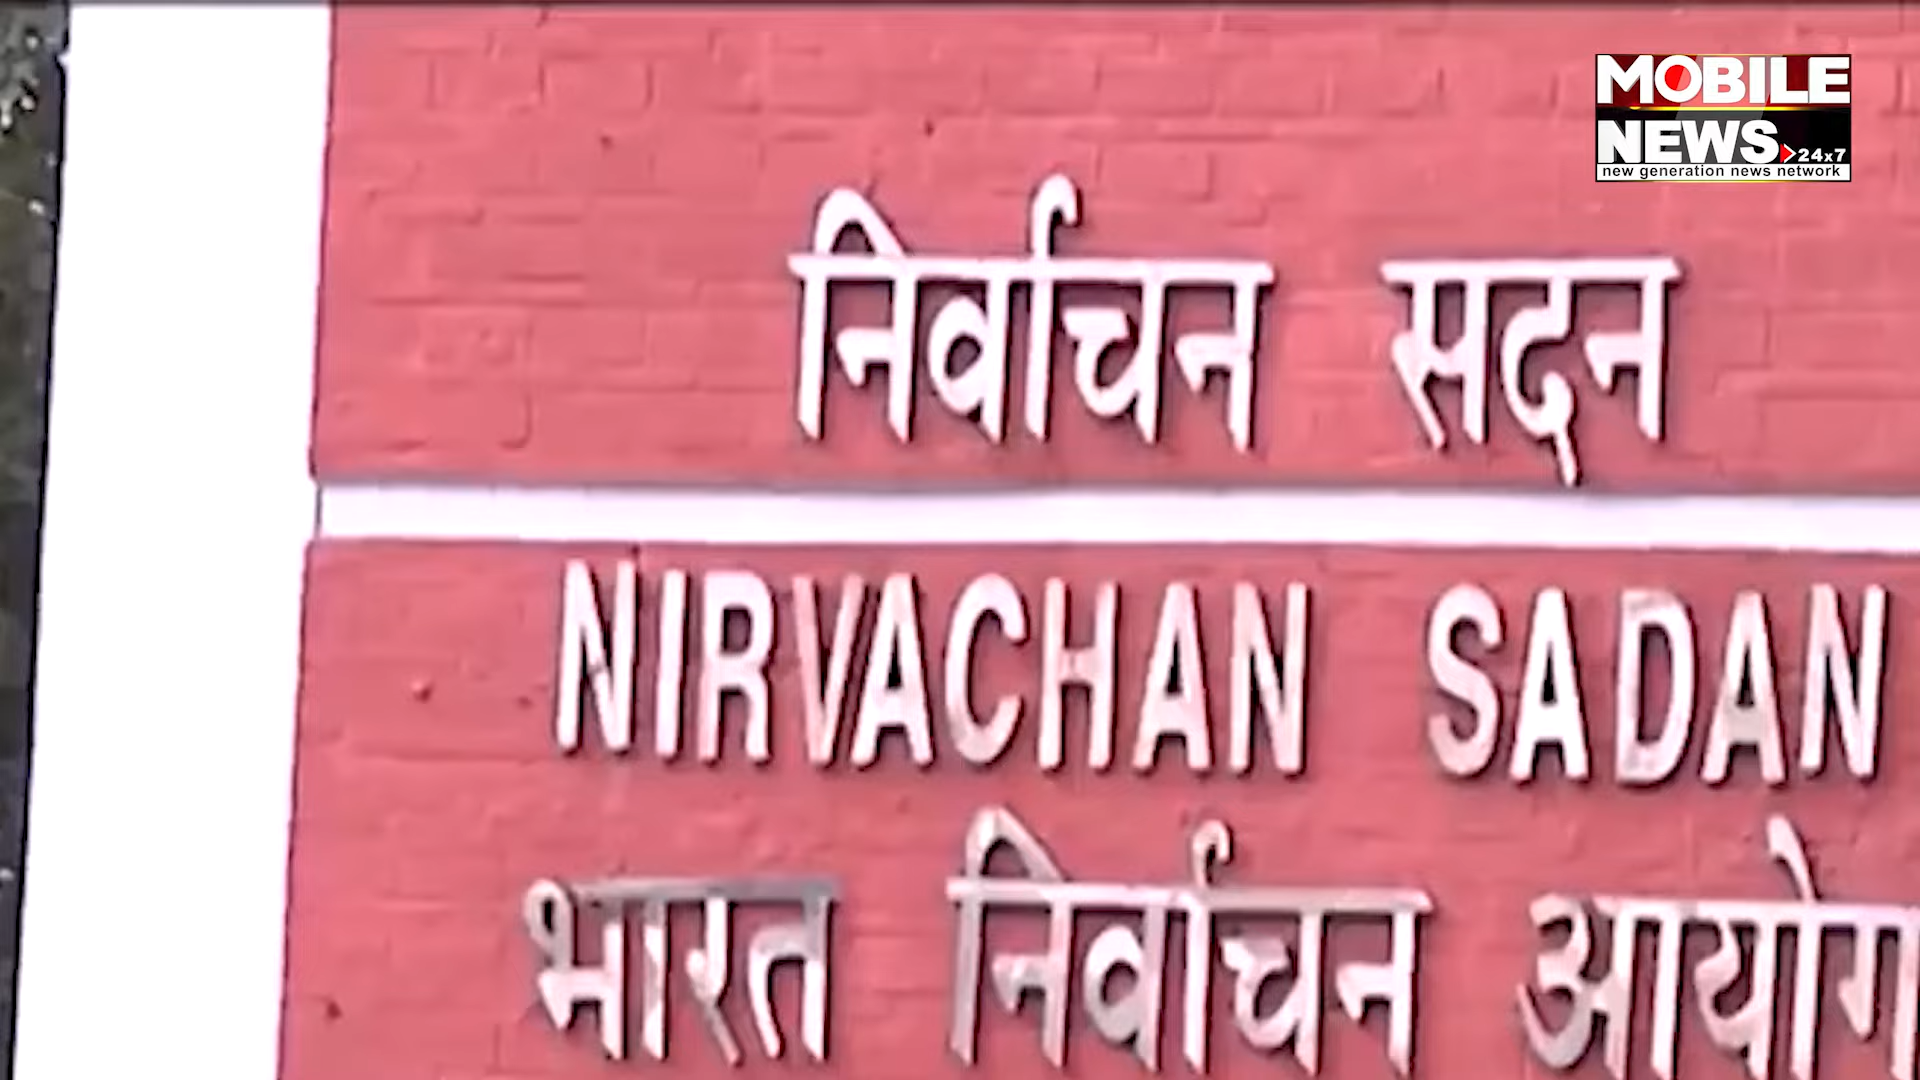 MOBILE
NEWS 24x7
new generation news network
निर्वाचन सदन
NIRVACHAN SADAN
भारत निर्वाचन आयोग